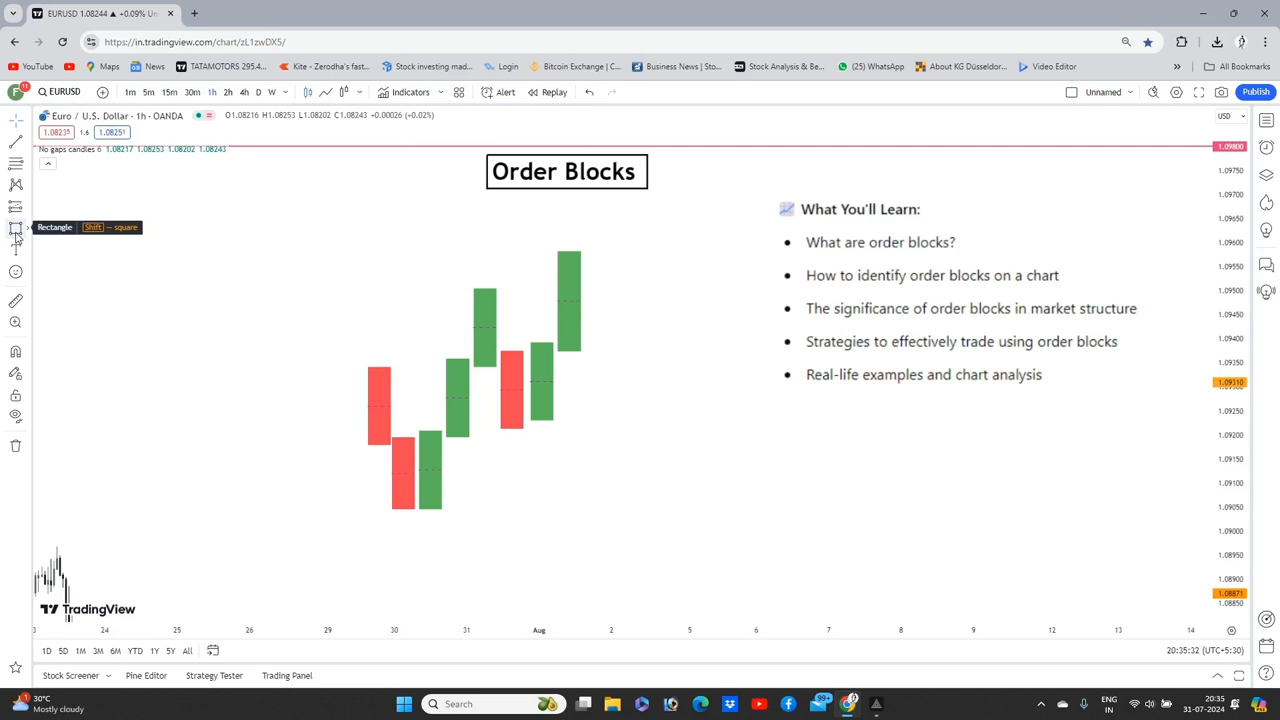 EURUSD 1.08244 ▲ +0.09% Un
https://in.tradingview.com/chart/zL1zwDX5/
YouTube
Maps
News
TATAMOTORS 295.4...
Kite - Zerodha's fast...
Stock investing mad...
Login
Bitcoin Exchange | C...
Business News | Sto...
Stock Analysis & Be...
(25) WhatsApp
About KG Düsseldor...
Video Editor
All Bookmarks
F 11
EURUSD
1m 5m 15m 30m 1h 2h 4h D W
Indicators
Alert
Replay
Unnamed
Publish
Euro / U.S. Dollar · 1h · OANDA
O1.08216 H1.08253 L1.08202 C1.08243 +0.00026 (+0.02%)
USD
1.08235 1.6 1.08251
No gaps candles 6 1.08217 1.08253 1.08202 1.08243
Order Blocks
Rectangle Shift – square
What You'll Learn:
What are order blocks?
How to identify order blocks on a chart
The significance of order blocks in market structure
Strategies to effectively trade using order blocks
Real-life examples and chart analysis
1.09800
1.09750
1.09700
1.09650
1.09600
1.09550
1.09500
1.09450
1.09400
1.09350
1.09310
1.09250
1.09200
1.09150
1.09100
1.09050
1.09000
1.08950
1.08900
1.08871
1.08850
TradingView
3 24 25 26 29 30 31 Aug 2 5 6 7 8 9 12 13 14
1D 5D 1M 3M 6M YTD 1Y 5Y All
20:35:32 (UTC+5:30)
Stock Screener
Pine Editor
Strategy Tester
Trading Panel
1
30°C
Mostly cloudy
Search
99+
ENG
IN
20:35
31-07-2024